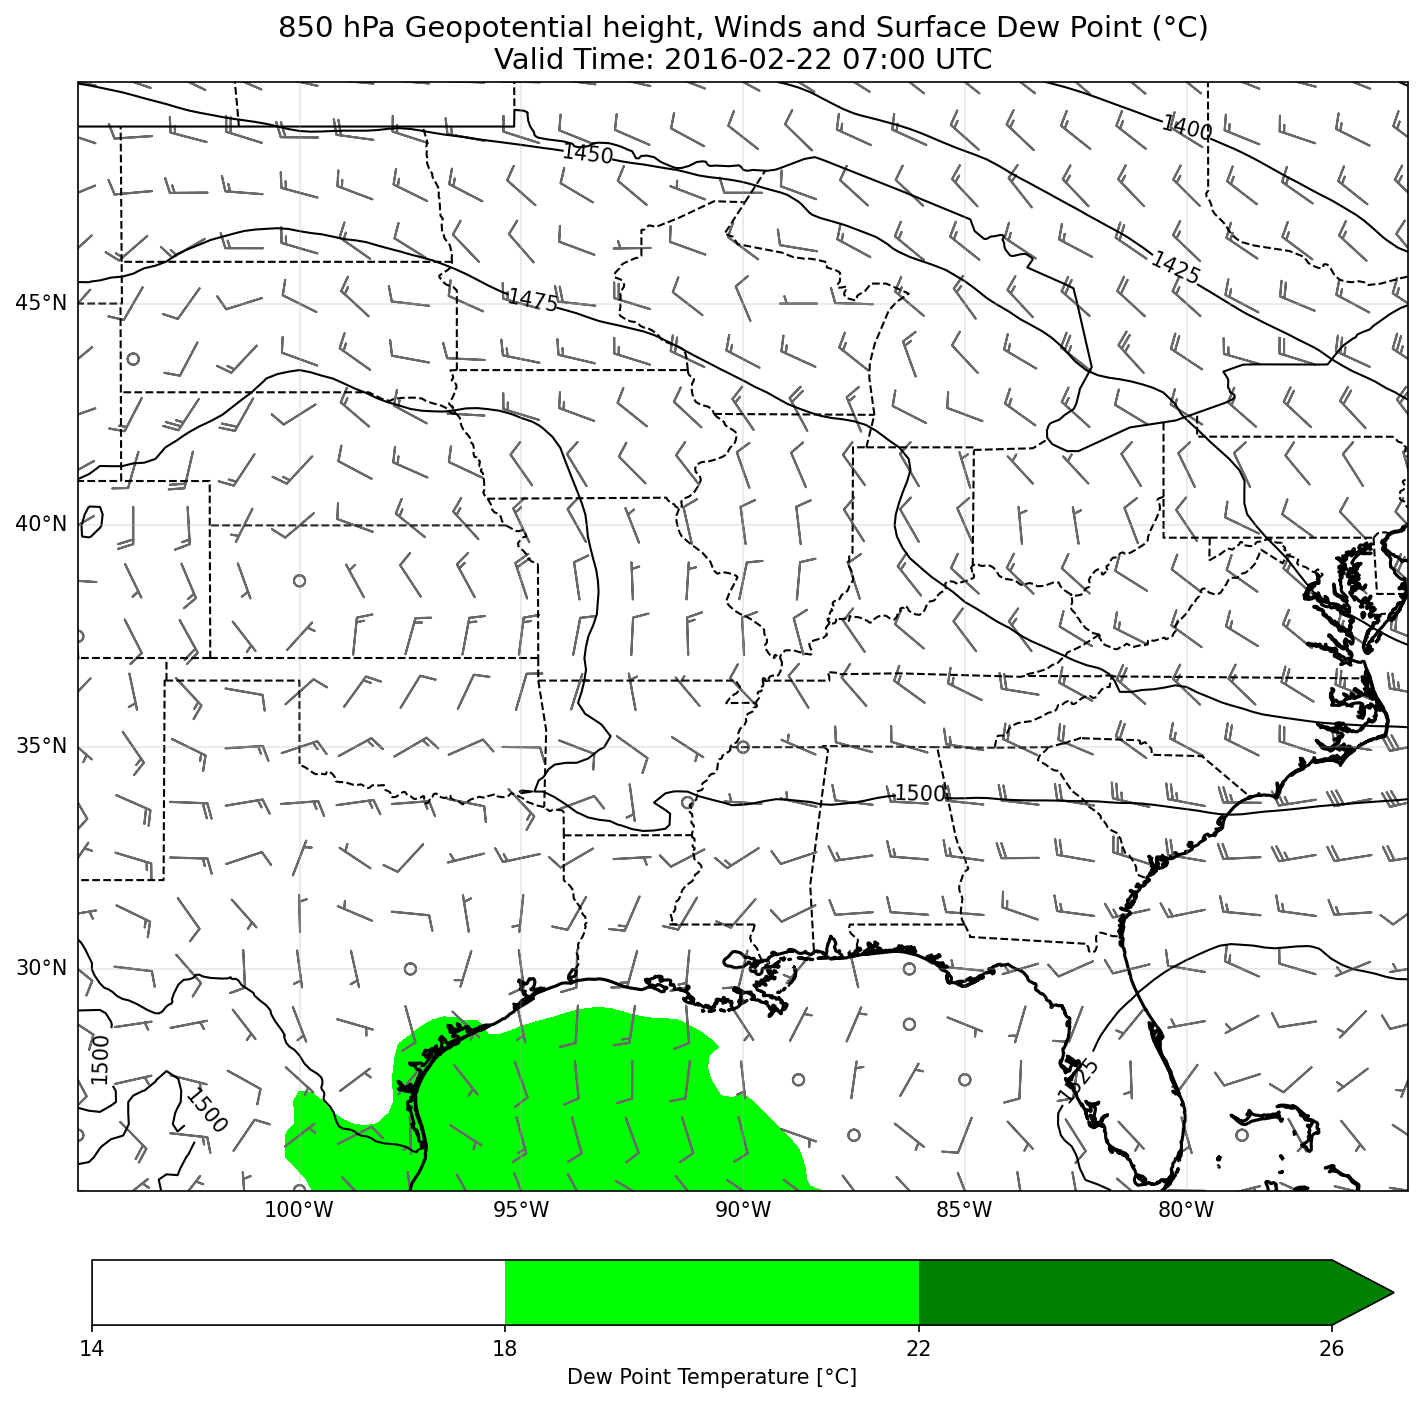 850 hPa Geopotential height, Winds and Surface Dew Point (°C)
Valid Time: 2016-02-22 07:00 UTC
1400
1450
1425
1475
1500
1500
1500
1525
45°N
40°N
35°N
30°N
100°W
95°W
90°W
85°W
80°W
14
18
22
26
Dew Point Temperature [°C]